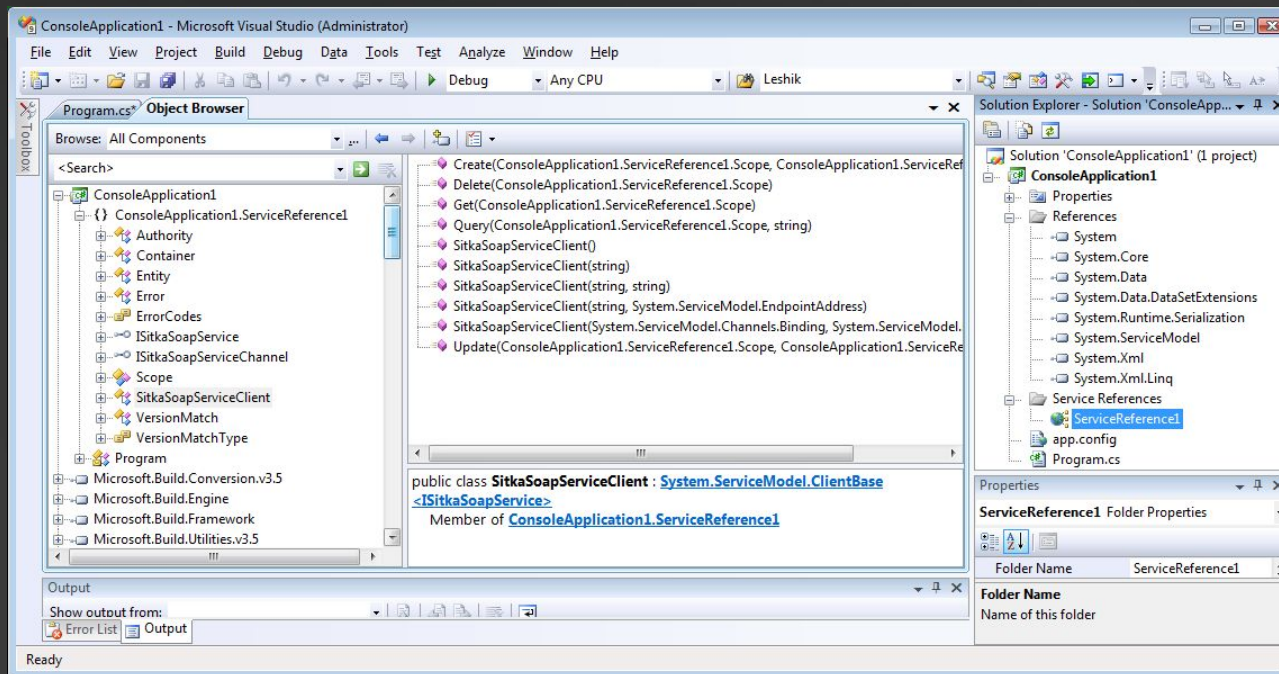 ConsoleApplication1 - Microsoft Visual Studio (Administrator)
File Edit View Project Build Debug Data Tools Test Analyze Window Help
Debug Any CPU Leshik
Toolbox
Program.cs* Object Browser
Browse: All Components
<Search>
ConsoleApplication1
{} ConsoleApplication1.ServiceReference1
Authority
Container
Entity
Error
ErrorCodes
ISitkaSoapService
ISitkaSoapServiceChannel
Scope
SitkaSoapServiceClient
VersionMatch
VersionMatchType
Program
Microsoft.Build.Conversion.v3.5
Microsoft.Build.Engine
Microsoft.Build.Framework
Microsoft.Build.Utilities.v3.5
Create(ConsoleApplication1.ServiceReference1.Scope, ConsoleApplication1.ServiceRef
Delete(ConsoleApplication1.ServiceReference1.Scope)
Get(ConsoleApplication1.ServiceReference1.Scope)
Query(ConsoleApplication1.ServiceReference1.Scope, string)
SitkaSoapServiceClient()
SitkaSoapServiceClient(string)
SitkaSoapServiceClient(string, string)
SitkaSoapServiceClient(string, System.ServiceModel.EndpointAddress)
SitkaSoapServiceClient(System.ServiceModel.Channels.Binding, System.ServiceModel.
Update(ConsoleApplication1.ServiceReference1.Scope, ConsoleApplication1.ServiceRe
public class SitkaSoapServiceClient : System.ServiceModel.ClientBase
<ISitkaSoapService>
Member of ConsoleApplication1.ServiceReference1
Output
Show output from:
Error List Output
Ready
Solution Explorer - Solution 'ConsoleApp...
Solution 'ConsoleApplication1' (1 project)
ConsoleApplication1
Properties
References
System
System.Core
System.Data
System.Data.DataSetExtensions
System.Runtime.Serialization
System.ServiceModel
System.Xml
System.Xml.Linq
Service References
ServiceReference1
app.config
Program.cs
Properties
ServiceReference1 Folder Properties
Folder Name ServiceReference1
Folder Name
Name of this folder